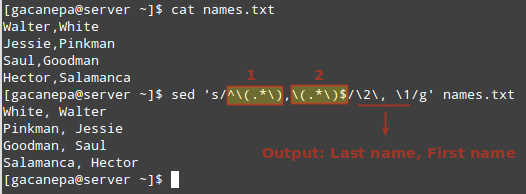 [gacanepa@server ~]$ cat names.txt
Walter,White
Jessie,Pinkman
Saul,Goodman
Hector,Salamanca
1 2
[gacanepa@server ~]$ sed 's/^\(.*\),\(.*\)$/\2\, \1/g' names.txt
White, Walter
Pinkman, Jessie
Goodman, Saul
Salamanca, Hector
Output: Last name, First name
[gacanepa@server ~]$